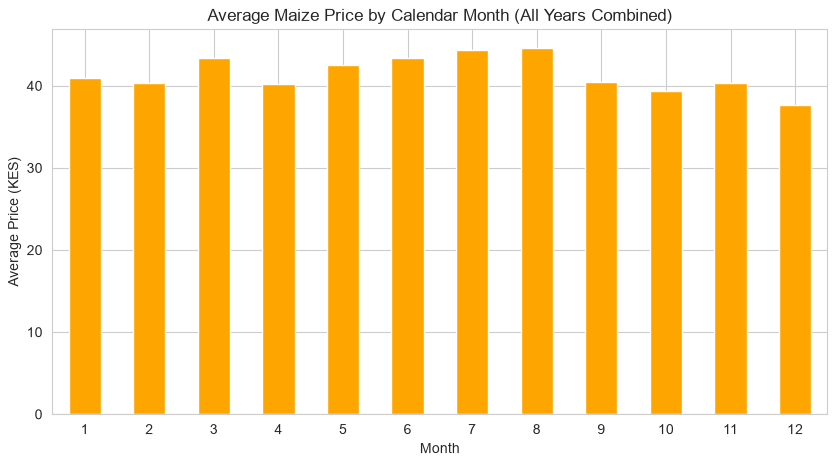 Average Maize Price by Calendar Month (All Years Combined)
Average Price (KES)
40
30
20
10
0
1 2 3 4 5 6 7 8 9 10 11 12
Month